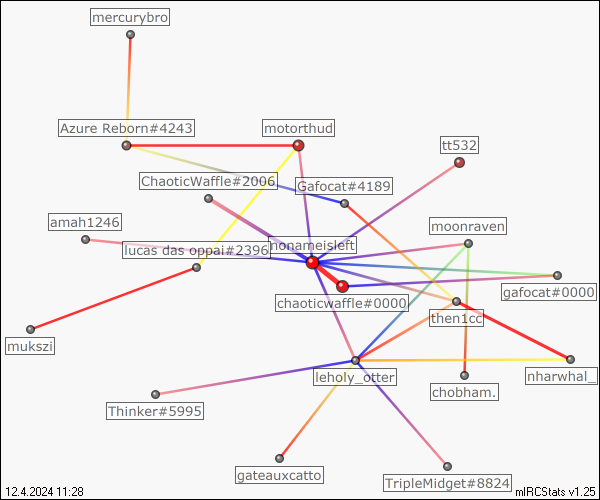 mercurybro
Azure Reborn#4243
motorthud
tt532
ChaoticWaffle#2006
Gafocat#4189
amah1246
moonraven
lucas das oppai#2396
nonameisleft
gafocat#0000
chaoticwaffle#0000
then1cc
mukszi
leholy_otter
nharwhal_
chobham.
Thinker#5995
gateauxcatto
TripleMidget#8824
12.4.2024 11:28
mIRCStats v1.25